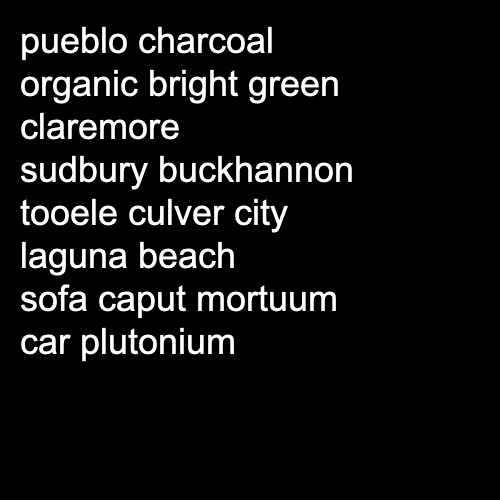 pueblo charcoal
organic bright green
claremore
sudbury buckhannon
tooele culver city
laguna beach
sofa caput mortuum
car plutonium